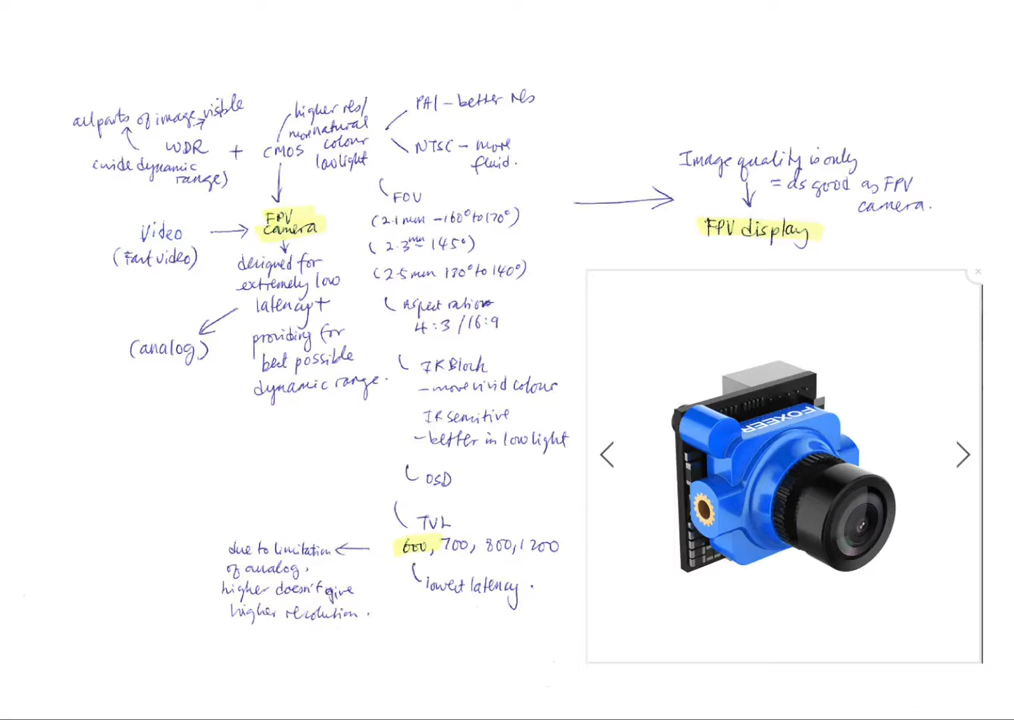 all parts of image visible
WDR
(wide dynamic
range)
+
CMOS
higher res/
more natural
colour
lowlight
PAL – better res
NTSC – more
fluid.
FOV
(2.1mm – 160° to 170°)
(2.3mm 145°)
(2.5mm 130° to 140°)
Aspect ratio
4:3 / 16:9
IR Block
– more vivid colour
IR sensitive
– better in low light
OSD
TVL
600, 700, 800, 1200
lowest latency.
due to limitation
of analog,
higher doesn't give
higher resolution.
Video
(Fast video)
FPV
camera
designed for
extremely low
latency +
providing for
best possible
dynamic range.
(analog)
Image quality is only
= as good as FPV
camera.
FPV display
FOXEER